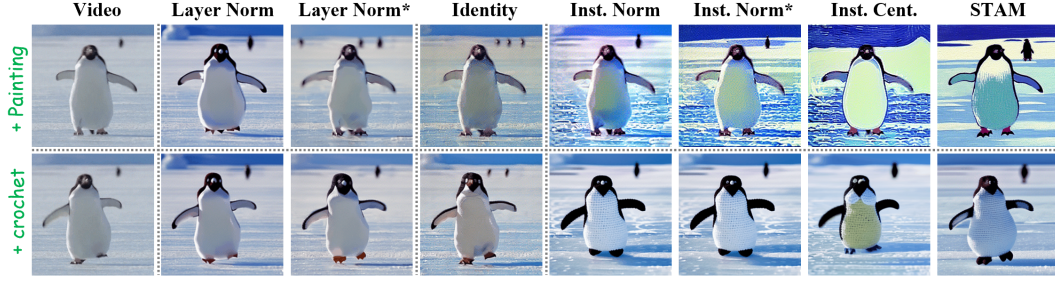 Video Layer Norm Layer Norm* Identity Inst. Norm Inst. Norm* Inst. Cent. STAM
+ Painting
+ crochet